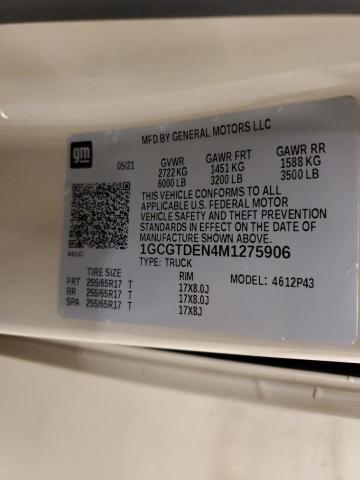 MFD BY GENERAL MOTORS LLC
gm
05/21
GVWR GAWR FRT GAWR RR
2722 KG 1451 KG 1588 KG
6000 LB 3200 LB 3500 LB
THIS VEHICLE CONFORMS TO ALL
APPLICABLE U.S. FEDERAL MOTOR
VEHICLE SAFETY AND THEFT PREVENTION
STANDARDS IN EFFECT ON THE DATE OF
MANUFACTURE SHOWN ABOVE.
1GCGTDEN4M1275906
TYPE: TRUCK
TIRE SIZE RIM MODEL: 4612P43
FRT 255/65R17 T 17X8.0J
RR 255/65R17 T 17X8.0J
SPA 255/65R17 T 17X8J